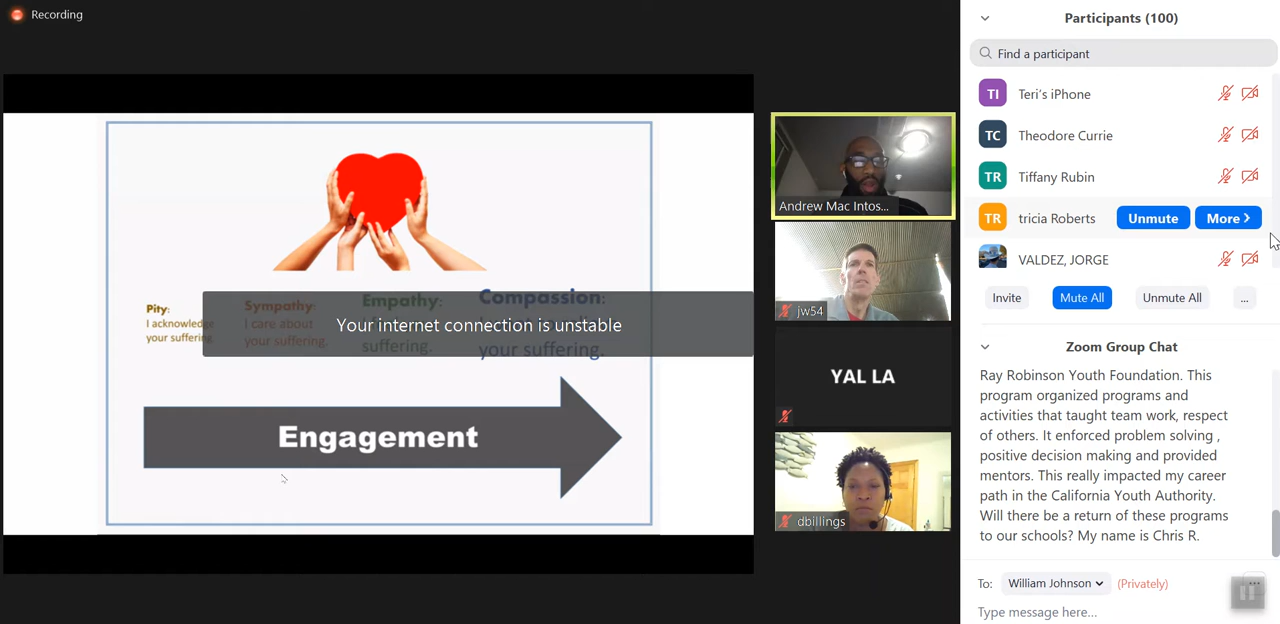 Recording
Pity:
I acknowledge
your suffering
Sympathy:
I care about
your suffering.
Empathy:
suffering.
Compassion:
your suffering.
Your internet connection is unstable
Engagement
Andrew Mac Intos...
jw54
YAL LA
dbillings
Participants (100)
Find a participant
TI Teri's iPhone
TC Theodore Currie
TR Tiffany Rubin
TR tricia Roberts Unmute More
VALDEZ, JORGE
Invite Mute All Unmute All ...
Zoom Group Chat
Ray Robinson Youth Foundation. This
program organized programs and
activities that taught team work, respect
of others. It enforced problem solving ,
positive decision making and provided
mentors. This really impacted my career
path in the California Youth Authority.
Will there be a return of these programs
to our schools? My name is Chris R.
To: William Johnson (Privately)
Type message here...